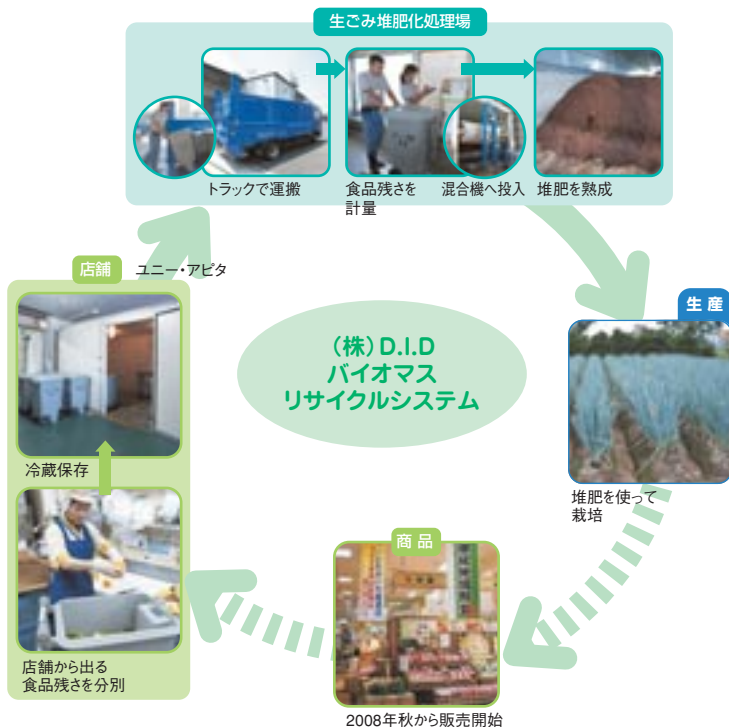 生ごみ堆肥化処理場
トラックで運搬
食品残さを
計量
混合機へ投入
堆肥を熟成
店舗
ユニー・アピタ
冷蔵保存
店舗から出る
食品残さを分別
(株)D.I.D
バイオマス
リサイクルシステム
生産
堆肥を使って
栽培
商品
2008年秋から販売開始